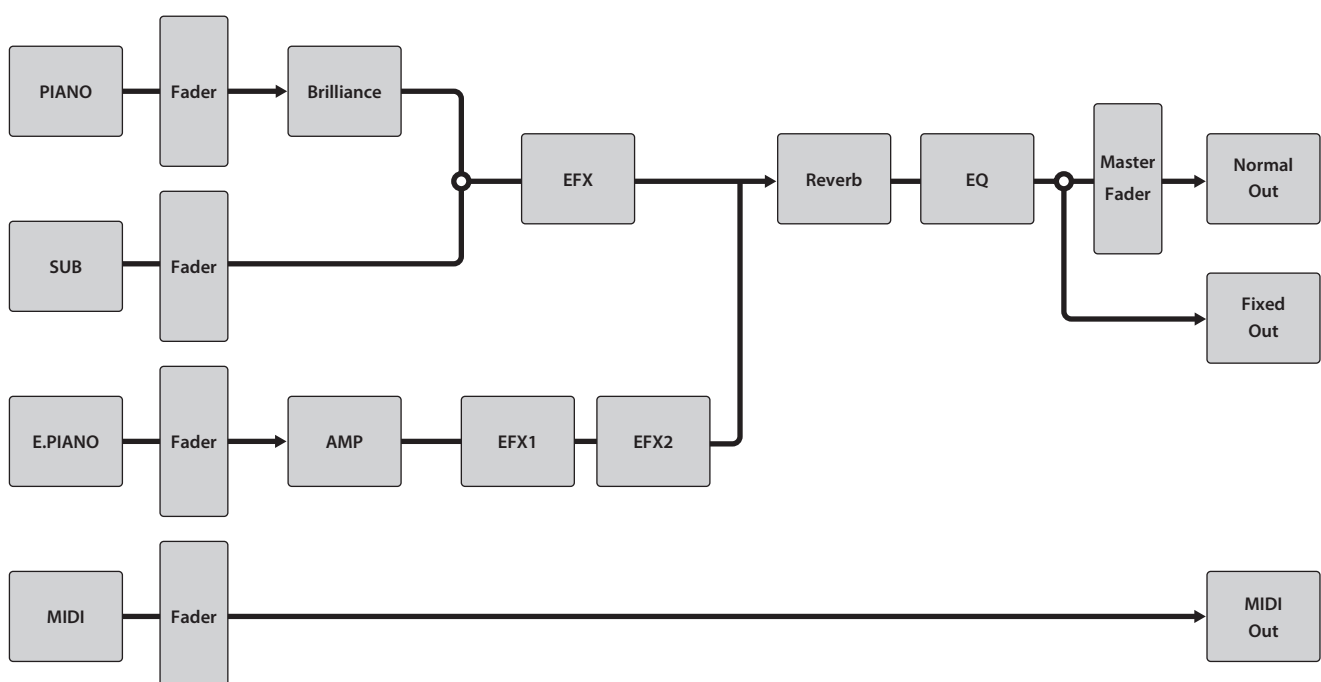 PIANO
Fader
Brilliance
EFX
Reverb
EQ
Master
Fader
Normal
Out
SUB
Fader
Fixed
Out
E.PIANO
Fader
AMP
EFX1
EFX2
MIDI
Fader
MIDI
Out